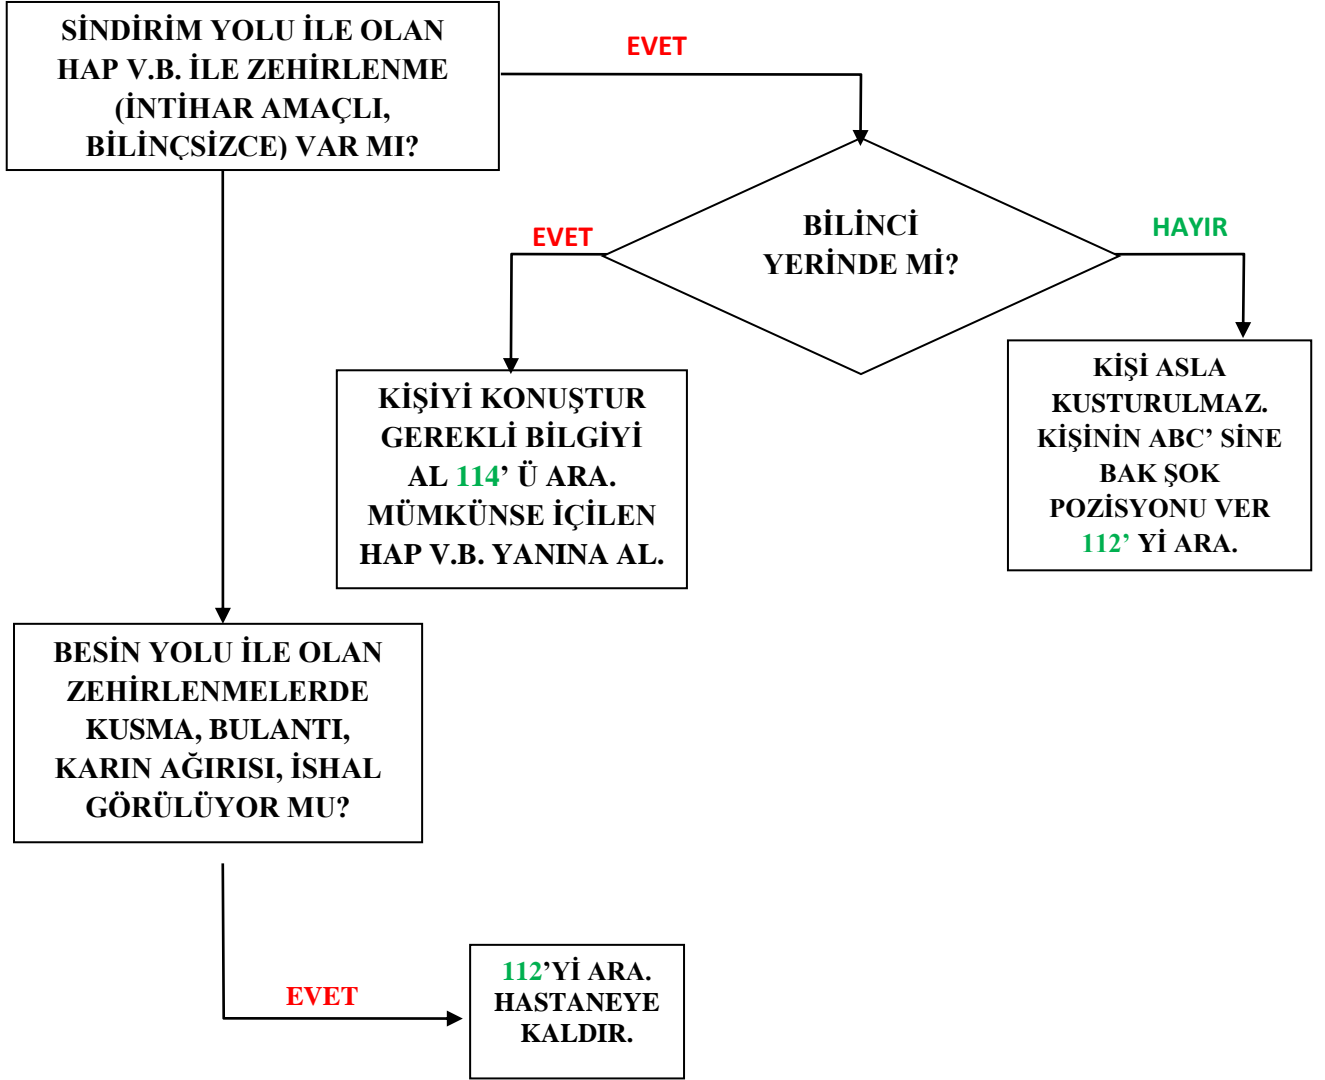 SİNDİRİM YOLU İLE OLAN
HAP V.B. İLE ZEHİRLENME
(İNTİHAR AMAÇLI,
BİLİNÇSİZCE) VAR MI?
EVET
BİLİNCİ
YERİNDE Mİ?
EVET
HAYIR
KİŞİYİ KONUŞTUR
GEREKLİ BİLGİYİ
AL 114' Ü ARA.
MÜMKÜNSE İÇİLEN
HAP V.B. YANINA AL.
KİŞİ ASLA
KUSTURULMAZ.
KİŞİNİN ABC' SİNE
BAK ŞOK
POZİSYONU VER
112' Yİ ARA.
BESİN YOLU İLE OLAN
ZEHİRLENMELERDE
KUSMA, BULANTI,
KARIN AĞIRISI, İSHAL
GÖRÜLÜYOR MU?
EVET
112'Yİ ARA.
HASTANEYE
KALDIR.